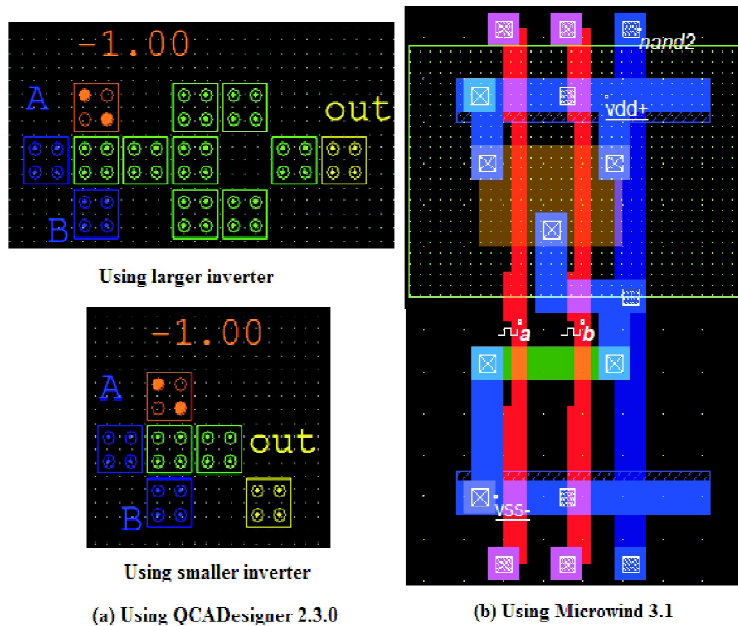 -1.00
A
out
B
Using larger inverter
-1.00
A
out
B
Using smaller inverter
(a) Using QCADesigner 2.3.0
nand2
vdd+
a
b
vss-
(b) Using Microwind 3.1